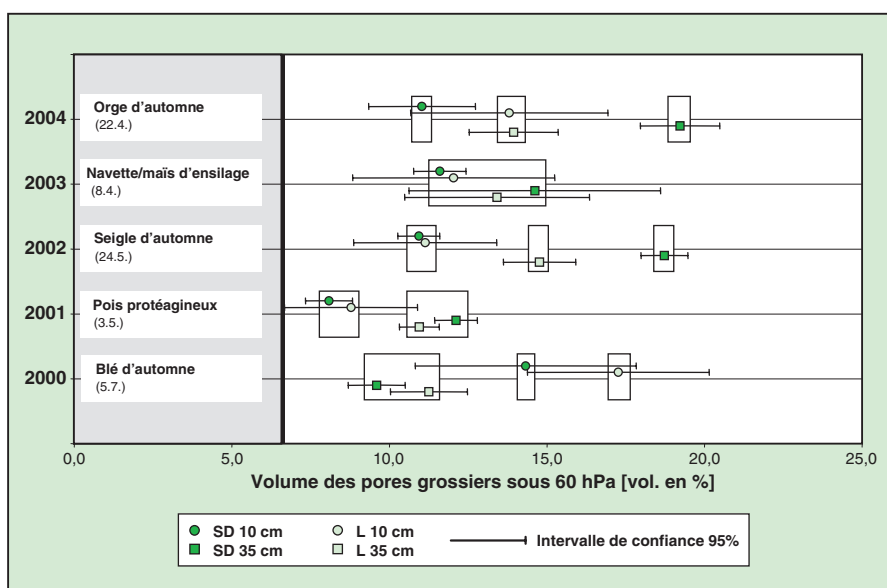 2004
Orge d'automne
(22.4.)
2003
Navette/maïs d'ensilage
(8.4.)
2002
Seigle d'automne
(24.5.)
2001
Pois protéagineux
(3.5.)
2000
Blé d'automne
(5.7.)
0,0 5,0 10,0 15,0 20,0 25,0
Volume des pores grossiers sous 60 hPa [vol. en %]
SD 10 cm L 10 cm Intervalle de confiance 95%
SD 35 cm L 35 cm